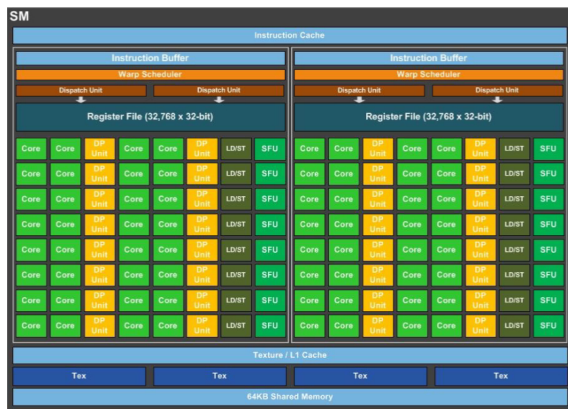 SM
Instruction Cache
Instruction Buffer Instruction Buffer
Warp Scheduler Warp Scheduler
Dispatch Unit Dispatch Unit Dispatch Unit Dispatch Unit
Register File (32,768 x 32-bit) Register File (32,768 x 32-bit)
Core Core DP Unit Core Core DP Unit LD/ST SFU Core Core DP Unit Core Core DP Unit LD/ST SFU
Core Core DP Unit Core Core DP Unit LD/ST SFU Core Core DP Unit Core Core DP Unit LD/ST SFU
Core Core DP Unit Core Core DP Unit LD/ST SFU Core Core DP Unit Core Core DP Unit LD/ST SFU
Core Core DP Unit Core Core DP Unit LD/ST SFU Core Core DP Unit Core Core DP Unit LD/ST SFU
Core Core DP Unit Core Core DP Unit LD/ST SFU Core Core DP Unit Core Core DP Unit LD/ST SFU
Core Core DP Unit Core Core DP Unit LD/ST SFU Core Core DP Unit Core Core DP Unit LD/ST SFU
Core Core DP Unit Core Core DP Unit LD/ST SFU Core Core DP Unit Core Core DP Unit LD/ST SFU
Core Core DP Unit Core Core DP Unit LD/ST SFU Core Core DP Unit Core Core DP Unit LD/ST SFU
Texture / L1 Cache
Tex Tex Tex Tex
64KB Shared Memory